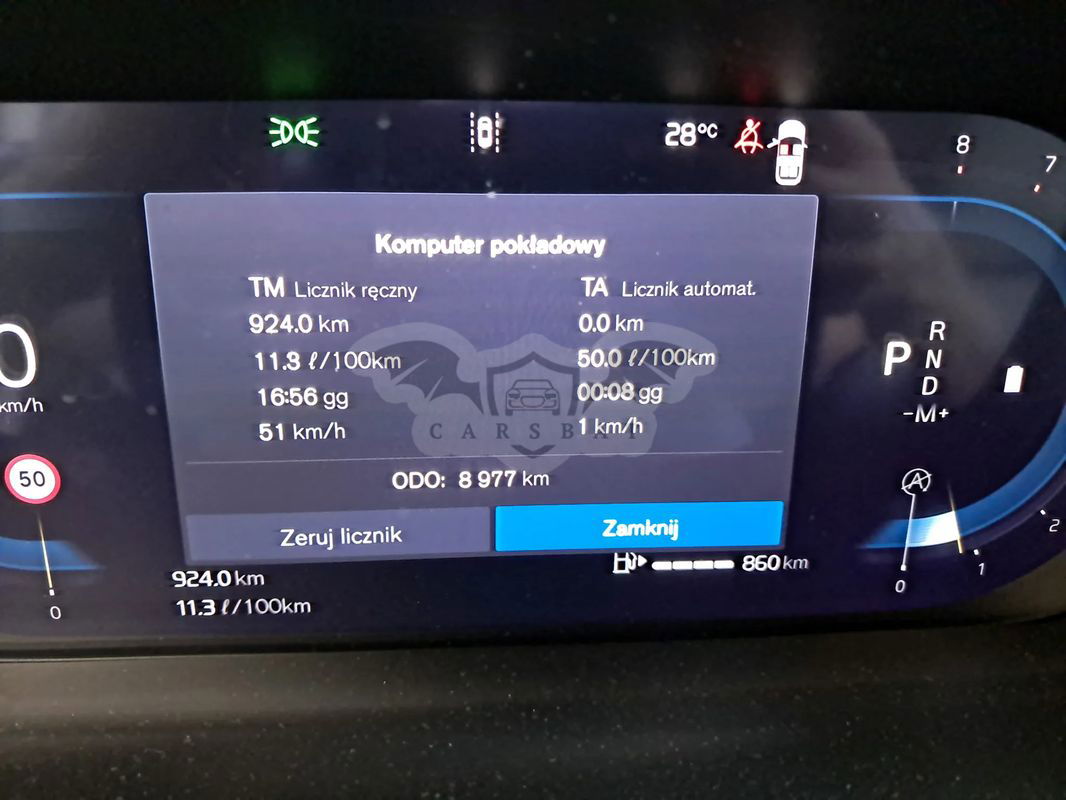 28°C
8
7
Komputer pokładowy
TM Licznik ręczny
TA Licznik automat.
924.0 km
0.0 km
11.3 ℓ/100km
50.0 ℓ/100km
16:56 gg
00:08 gg
51 km/h
1 km/h
CARSBAT
ODO: 8 977 km
Zeruj licznik
Zamknij
924.0 km
11.3 ℓ/100km
860 km
0
km/h
50
0
P
R
N
D
-M+
A
2
1
0